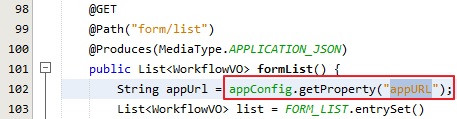 98 @GET
99 @Path("form/list")
100 @Produces(MediaType.APPLICATION_JSON)
101 public List<WorkflowVO> formList() {
102 String appUrl = appConfig.getProperty("appURL");
103 List<WorkflowVO> list = FORM_LIST.entrySet()